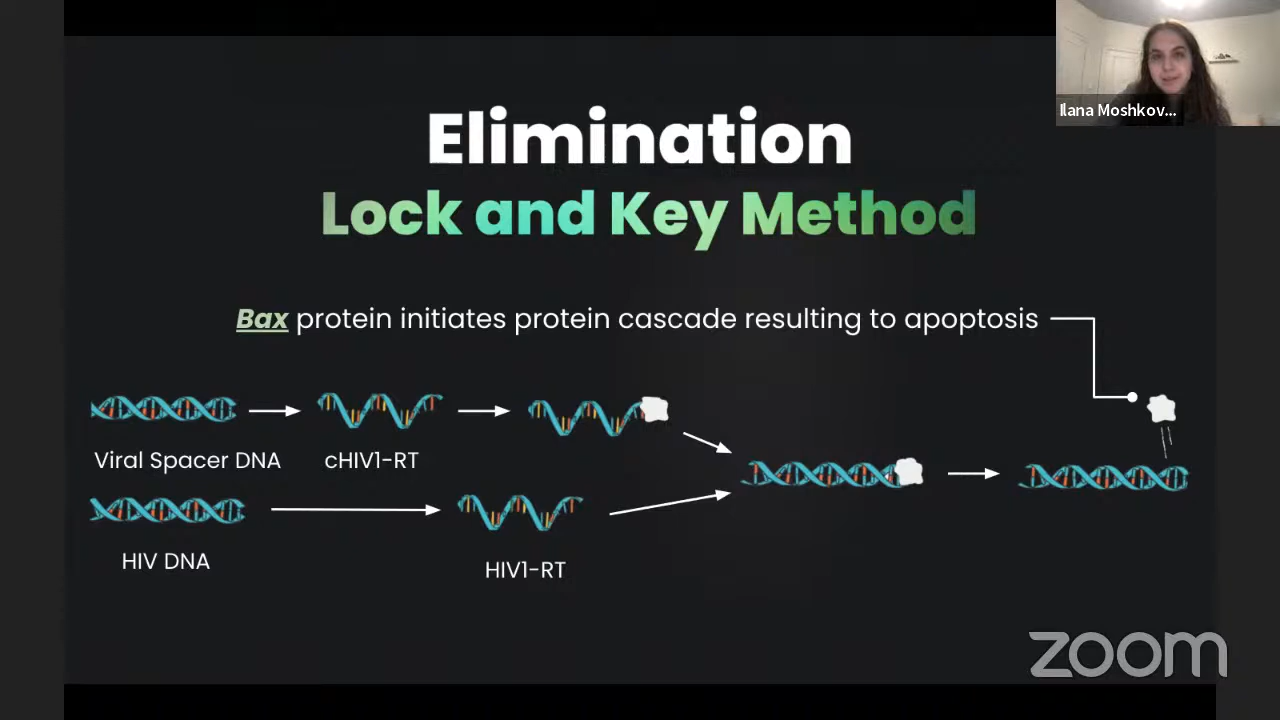 Ilana Moshkov...
Elimination
Lock and Key Method
Bax protein initiates protein cascade resulting to apoptosis
Viral Spacer DNA
cHIV1-RT
HIV DNA
HIV1-RT
zoom